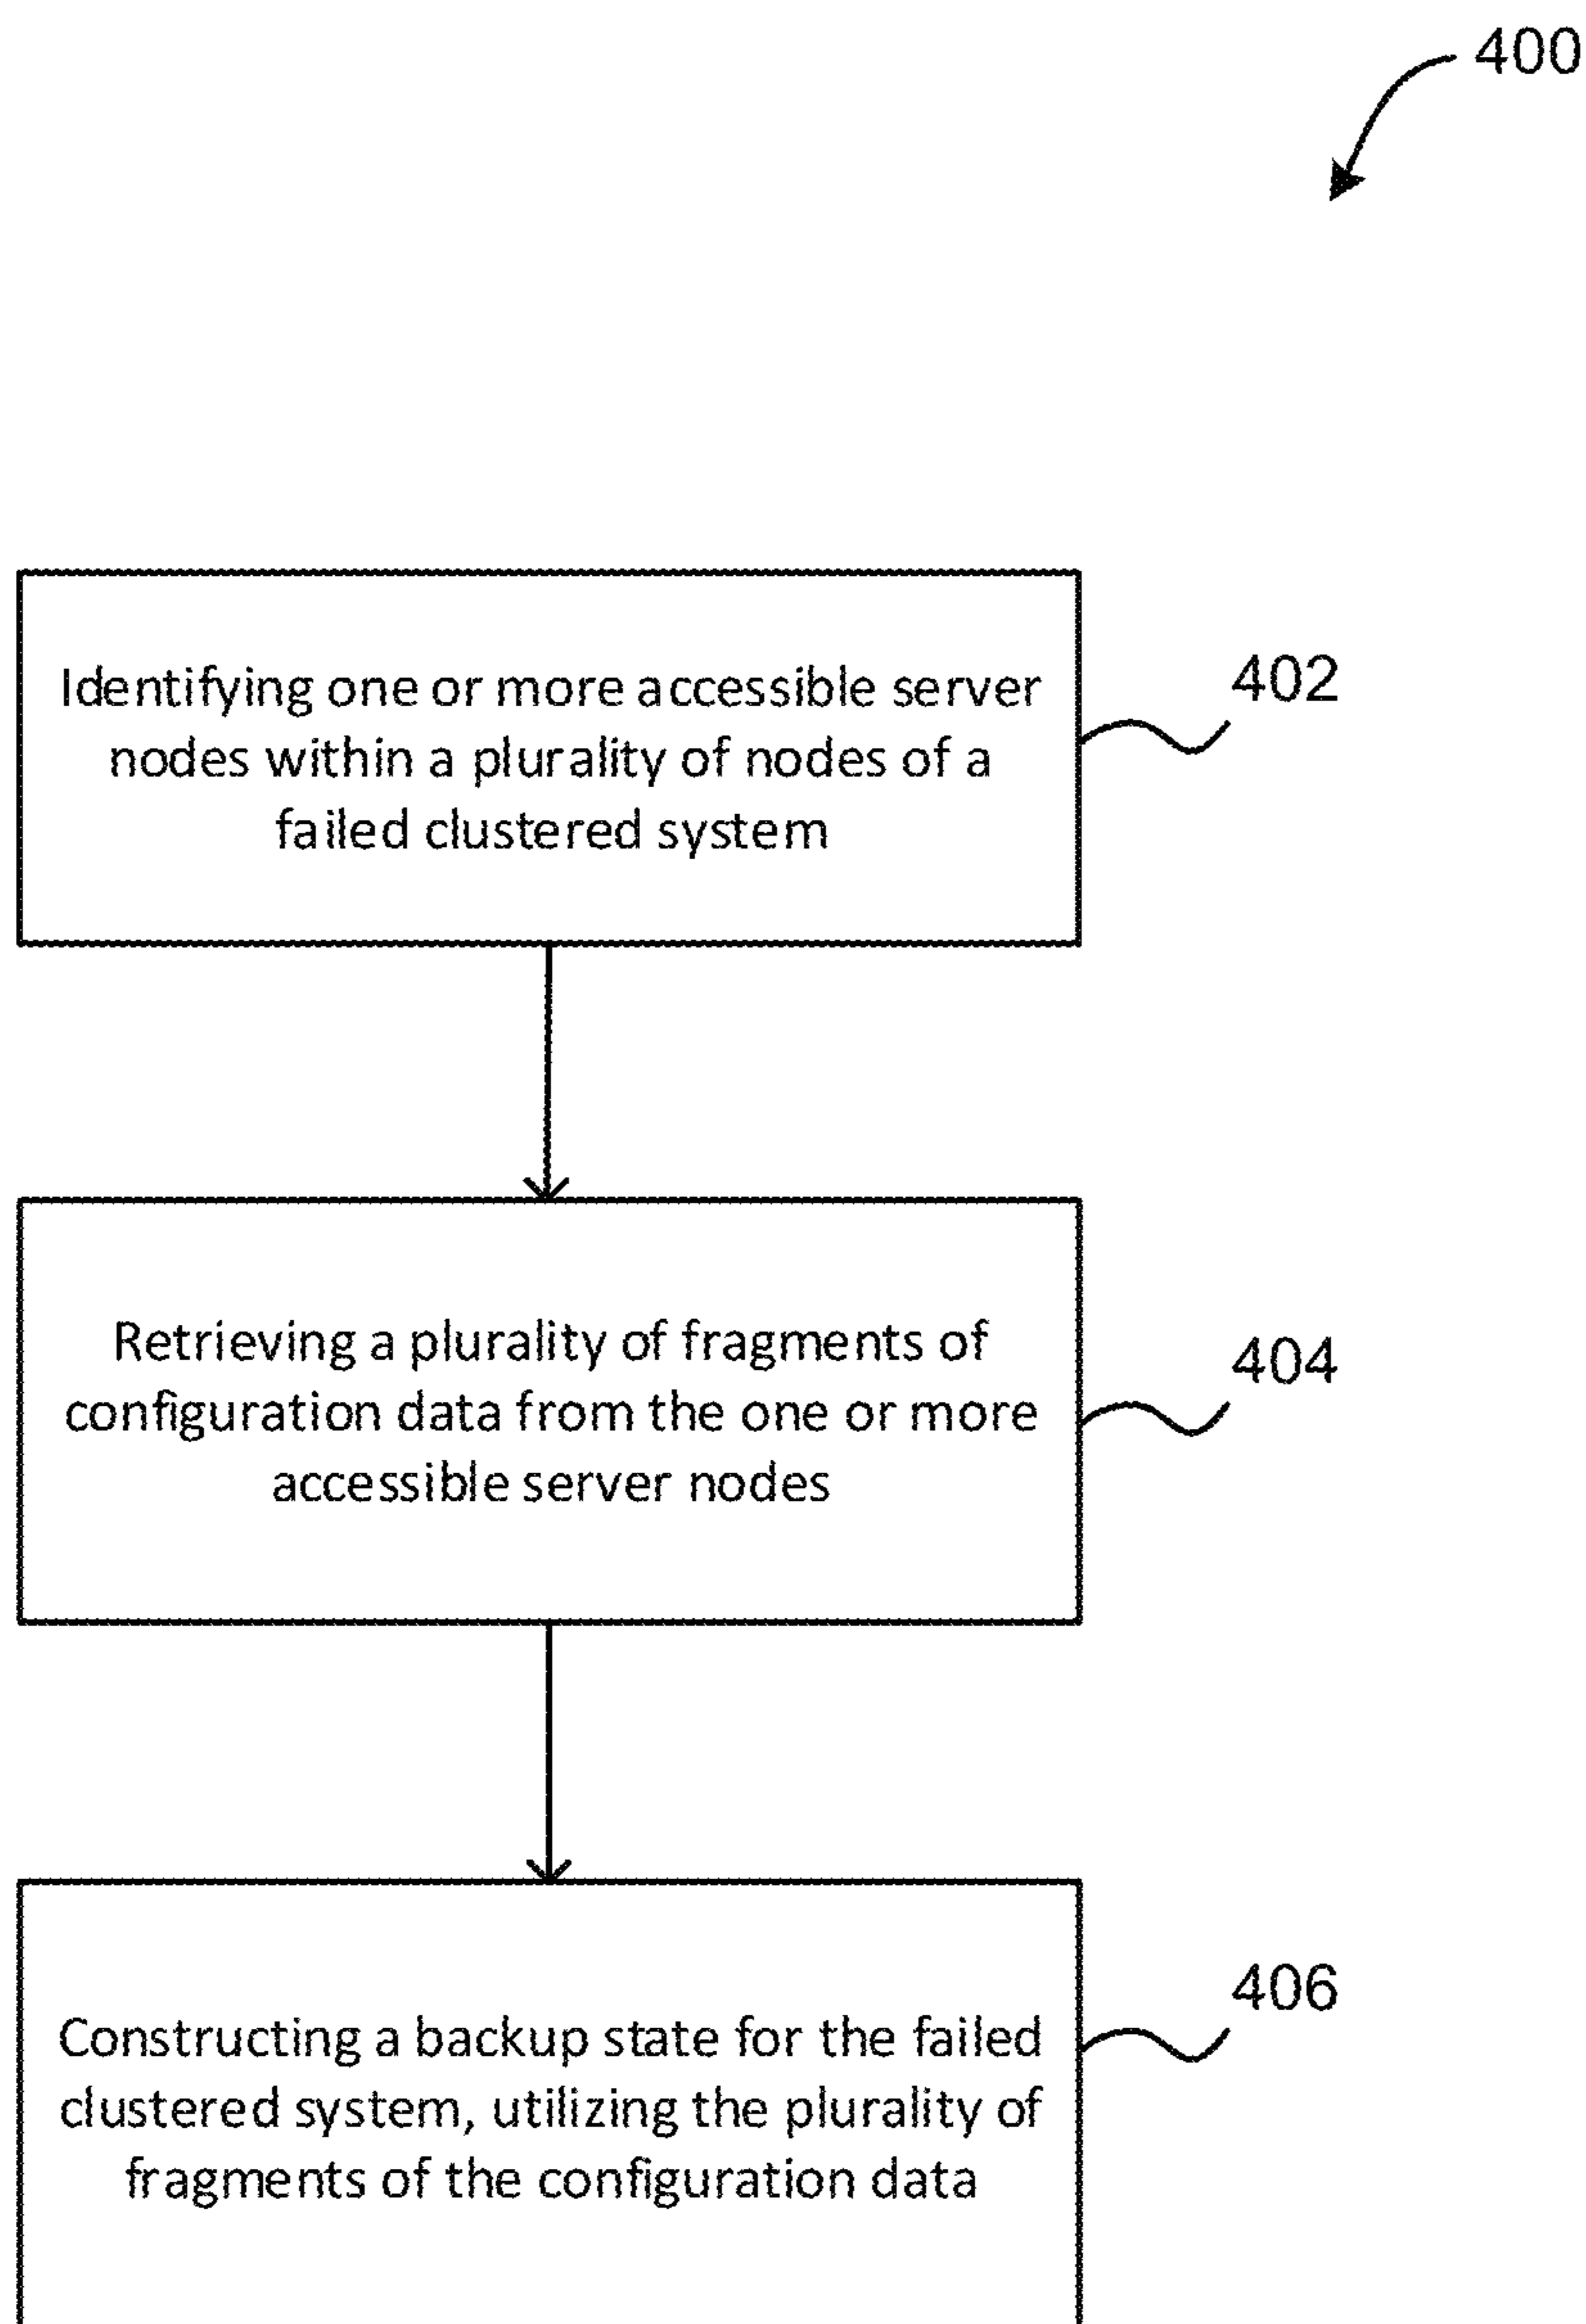 400
Identifying one or more accessible server
nodes within a plurality of nodes of a
failed clustered system
402
Retrieving a plurality of fragments of
configuration data from the one or more
accessible server nodes
404
Constructing a backup state for the failed
clustered system, utilizing the plurality of
fragments of the configuration data
406